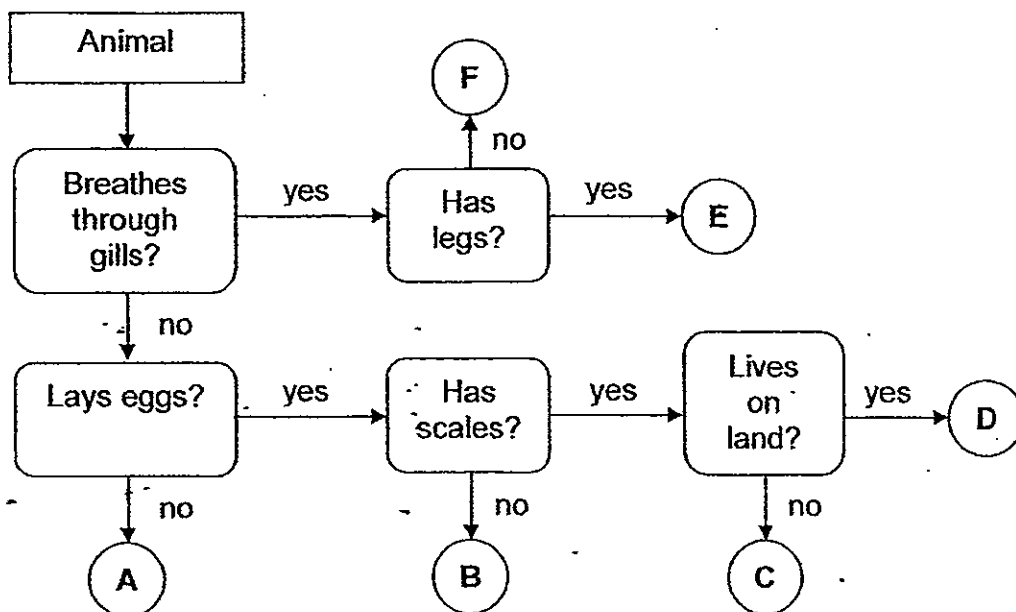 Animal
F
no
Breathes
through
gills?
yes
Has
legs?
yes
E
no
Lays eggs?
yes
Has
scales?
yes
Lives
on
land?
yes
D
no
no
no
A
B
C